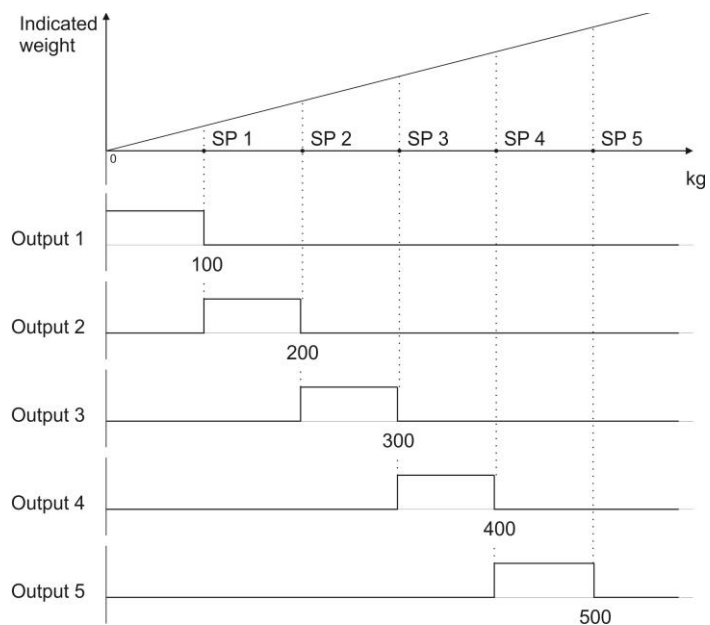 Indicated
weight
SP 1
SP 2
SP 3
SP 4
SP 5
0
kg
Output 1
100
Output 2
200
Output 3
300
Output 4
400
Output 5
500